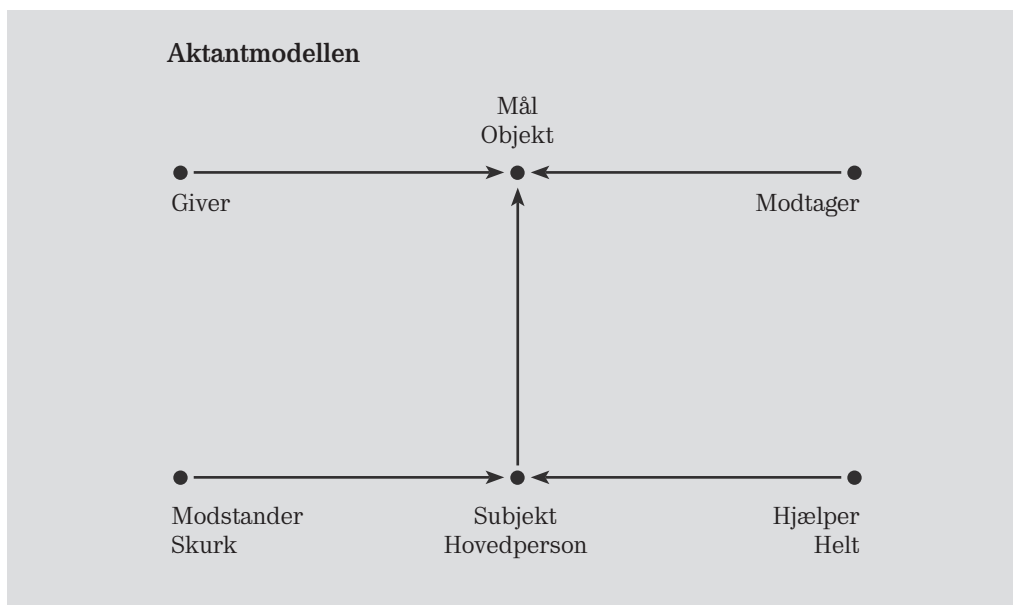 Aktantmodellen
Mål
Objekt
Giver
Modtager
Modstander
Skurk
Subjekt
Hovedperson
Hjælper
Helt